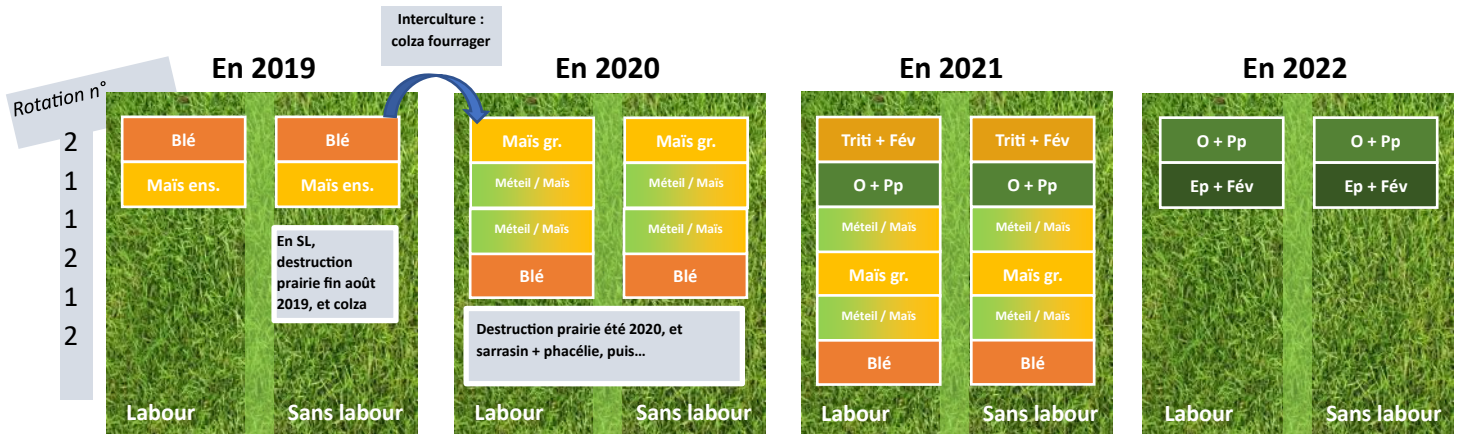 Interculture :
colza fourrager
En 2019
En 2020
En 2021
En 2022
Rotation n°
2
1
1
2
1
2
Blé
Blé
Maïs ens.
Maïs ens.
En SL,
destruction
prairie fin août
2019, et colza
Labour
Sans labour
Maïs gr.
Maïs gr.
Méteil / Maïs
Méteil / Maïs
Méteil / Maïs
Méteil / Maïs
Blé
Blé
Destruction prairie été 2020, et
sarrasin + phacélie, puis...
Labour
Sans labour
Triti + Fév
Triti + Fév
O + Pp
O + Pp
Méteil / Maïs
Méteil / Maïs
Maïs gr.
Maïs gr.
Méteil / Maïs
Méteil / Maïs
Blé
Blé
Labour
Sans labour
O + Pp
O + Pp
Ep + Fév
Ep + Fév
Labour
Sans labour